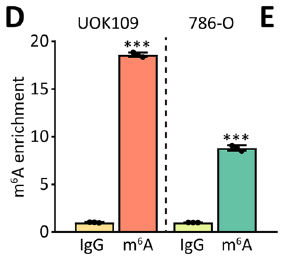 D
E
UOK109 786-O
m⁶A enrichment
20
15
10
5
0
***
***
IgG m⁶A IgG m⁶A